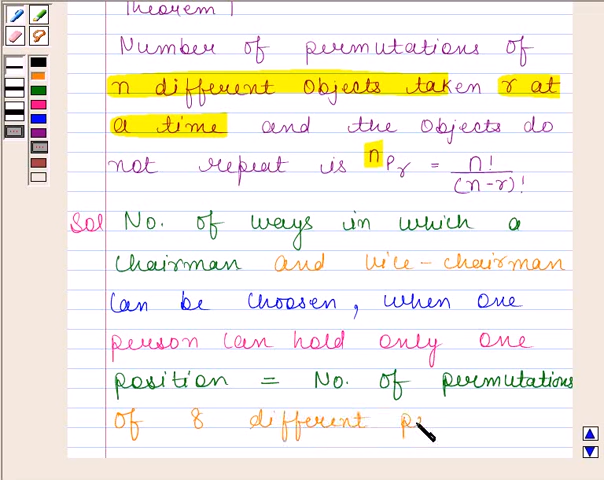 Theorem 1
Number of permutations of
n different objects taken r at
a time and the objects do
not repeat is ⁿPᵣ = n!/(n-r)!
Sol No. of ways in which a
chairman and vice-chairman
can be choosen, when one
person can hold only one
position = No. of permutations
of 8 different p